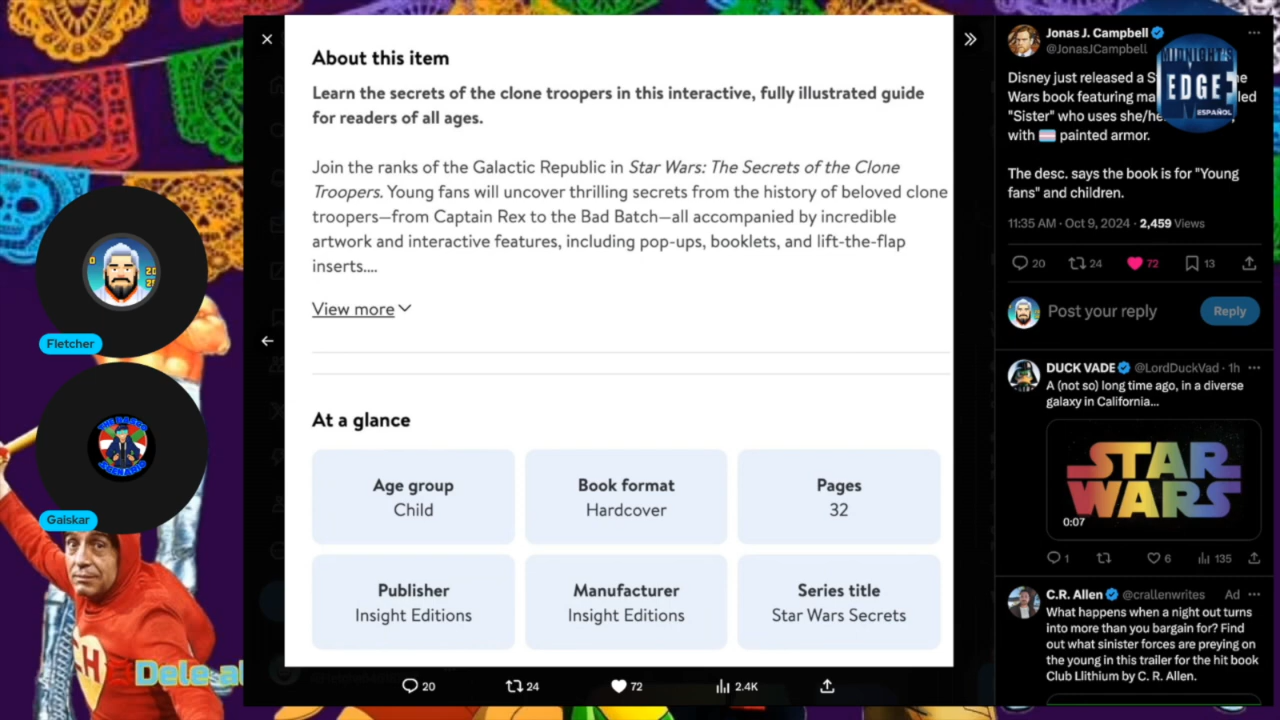 About this item
Learn the secrets of the clone troopers in this interactive, fully illustrated guide
for readers of all ages.
Join the ranks of the Galactic Republic in Star Wars: The Secrets of the Clone
Troopers. Young fans will uncover thrilling secrets from the history of beloved clone
troopers—from Captain Rex to the Bad Batch—all accompanied by incredible
artwork and interactive features, including pop-ups, booklets, and lift-the-flap
inserts....
View more
At a glance
Age group
Child
Book format
Hardcover
Pages
32
Publisher
Insight Editions
Manufacturer
Insight Editions
Series title
Star Wars Secrets
20
24
72
2.4K
Fletcher
Gaiskar
CH
Dele al
Jonas J. Campbell
@JonasJCampbell
MIDNIGHT'S
EDGE
ESPAÑOL
Disney just released a
Wars book featuring
"Sister" who uses
with painted armor.
The desc. says the book is for "Young
fans" and children.
11:35 AM · Oct 9, 2024 · 2,459 Views
20 24 72 13
Post your reply
Reply
DUCK VADE @LordDuckVad · 1h
A (not so) long time ago, in a diverse
galaxy in California...
STAR
WARS
0:07
1 6 135
C.R. Allen @crallenwrites Ad
What happens when a night out turns
into more than you bargain for? Find
out what sinister forces are preying on
the young in this trailer for the hit book
Club Llithium by C. R. Allen.